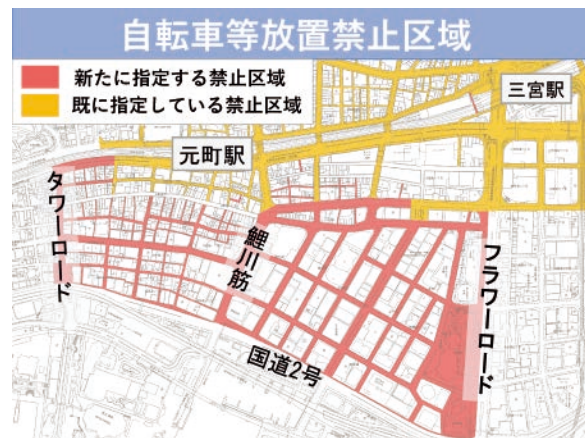 自転車等放置禁止区域
新たに指定する禁止区域
既に指定している禁止区域
三宮駅
元町駅
タワーロード
鯉川筋
フラワーロード
国道2号